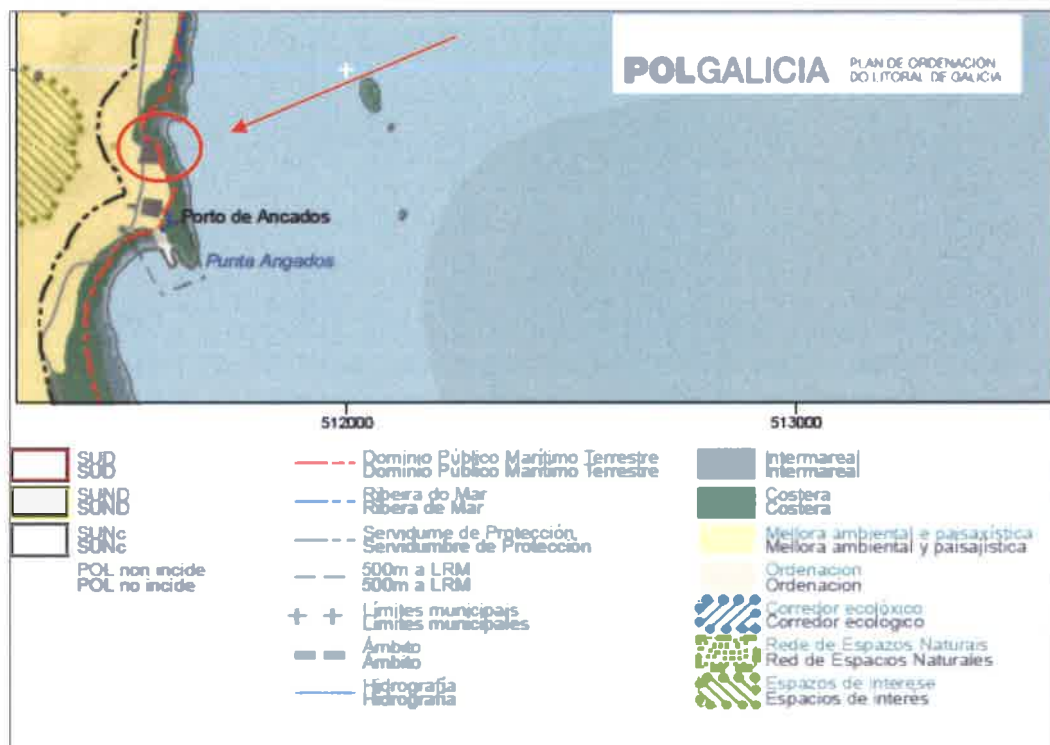 POLGALICIA
PLAN DE ORDENACIÓN
DO LITORAL DE GALICIA
Porto de Ancados
Punta Angados
512000
513000
SUD
SUD
SUND
SUND
SUNc
SUNc
POL non incide
POL no incide
Dominio Público Marítimo Terrestre
Dominio Público Marítimo Terrestre
Ribeira do Mar
Ribera de Mar
Servidume de Protección
Servidumbre de Protección
500m a LRM
500m a LRM
Límites municipais
Límites municipales
Ámbito
Ámbito
Hidrografía
Hidrografía
Intermareal
Intermareal
Costera
Costera
Mellora ambiental e paisaxística
Mellora ambiental y paisajística
Ordenacion
Ordenacion
Corredor ecolóxico
Corredor ecológico
Rede de Espazos Naturais
Red de Espacios Naturales
Espazos de interese
Espacios de interés